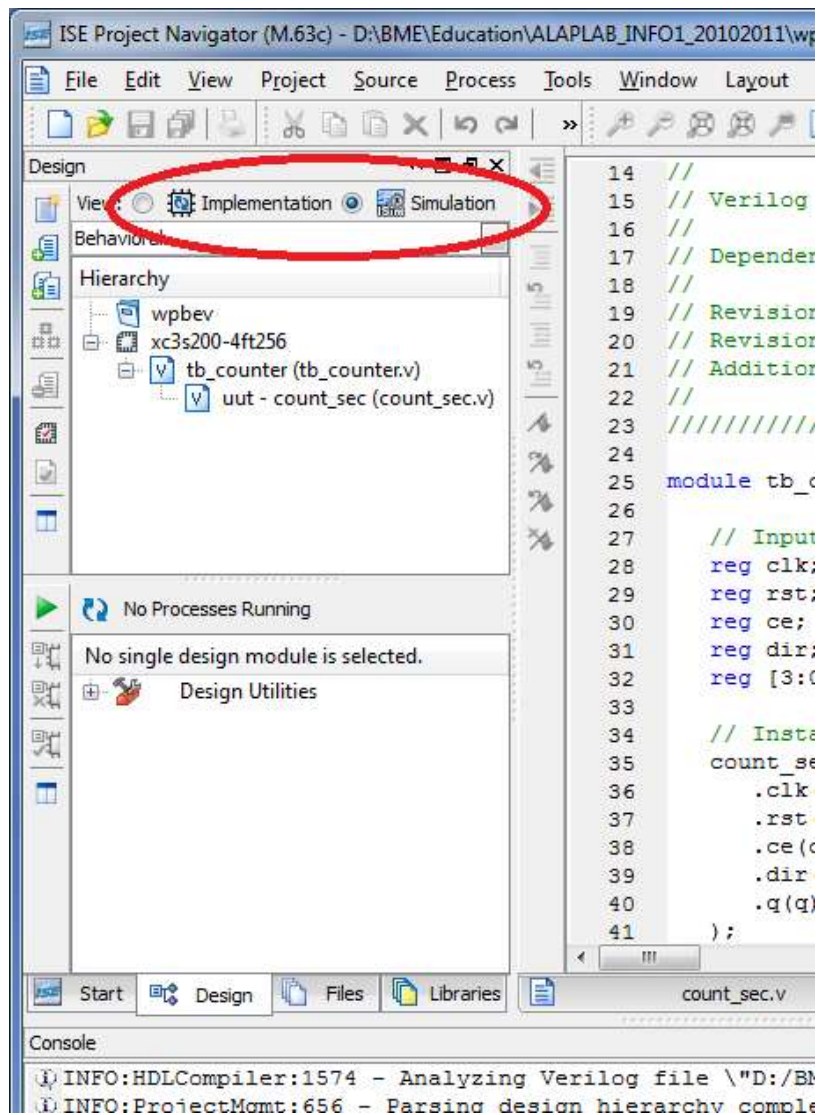 ISE Project Navigator (M.63c) - D:\BME\Education\ALAPLAB_INFO1_20102011\wp
File Edit View Project Source Process Tools Window Layout
»
Design
View: Implementation Simulation
Behavioral
Hierarchy
wpbev
xc3s200-4ft256
tb_counter (tb_counter.v)
uut - count_sec (count_sec.v)
No Processes Running
No single design module is selected.
Design Utilities
14 //
15 // Verilog
16 //
17 // Depender
18 //
19 // Revision
20 // Revision
21 // Addition
22 //
23 ///////////
24
25 module tb_c
26
27 // Input
28 reg clk;
29 reg rst;
30 reg ce;
31 reg dir;
32 reg [3:0
33
34 // Insta
35 count_se
36 .clk
37 .rst
38 .ce(c
39 .dir
40 .q(q)
41 );
Start Design Files Libraries
count_sec.v
Console
INFO:HDLCompiler:1574 - Analyzing Verilog file \"D:/BM
INFO:ProjectMgmt:656 - Parsing design hierarchy comple